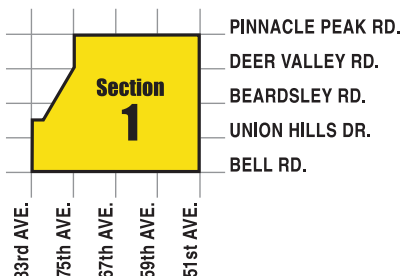 PINNACLE PEAK RD.
DEER VALLEY RD.
Section
1
BEARDSLEY RD.
UNION HILLS DR.
BELL RD.
83rd AVE.
75th AVE.
67th AVE.
59th AVE.
51st AVE.